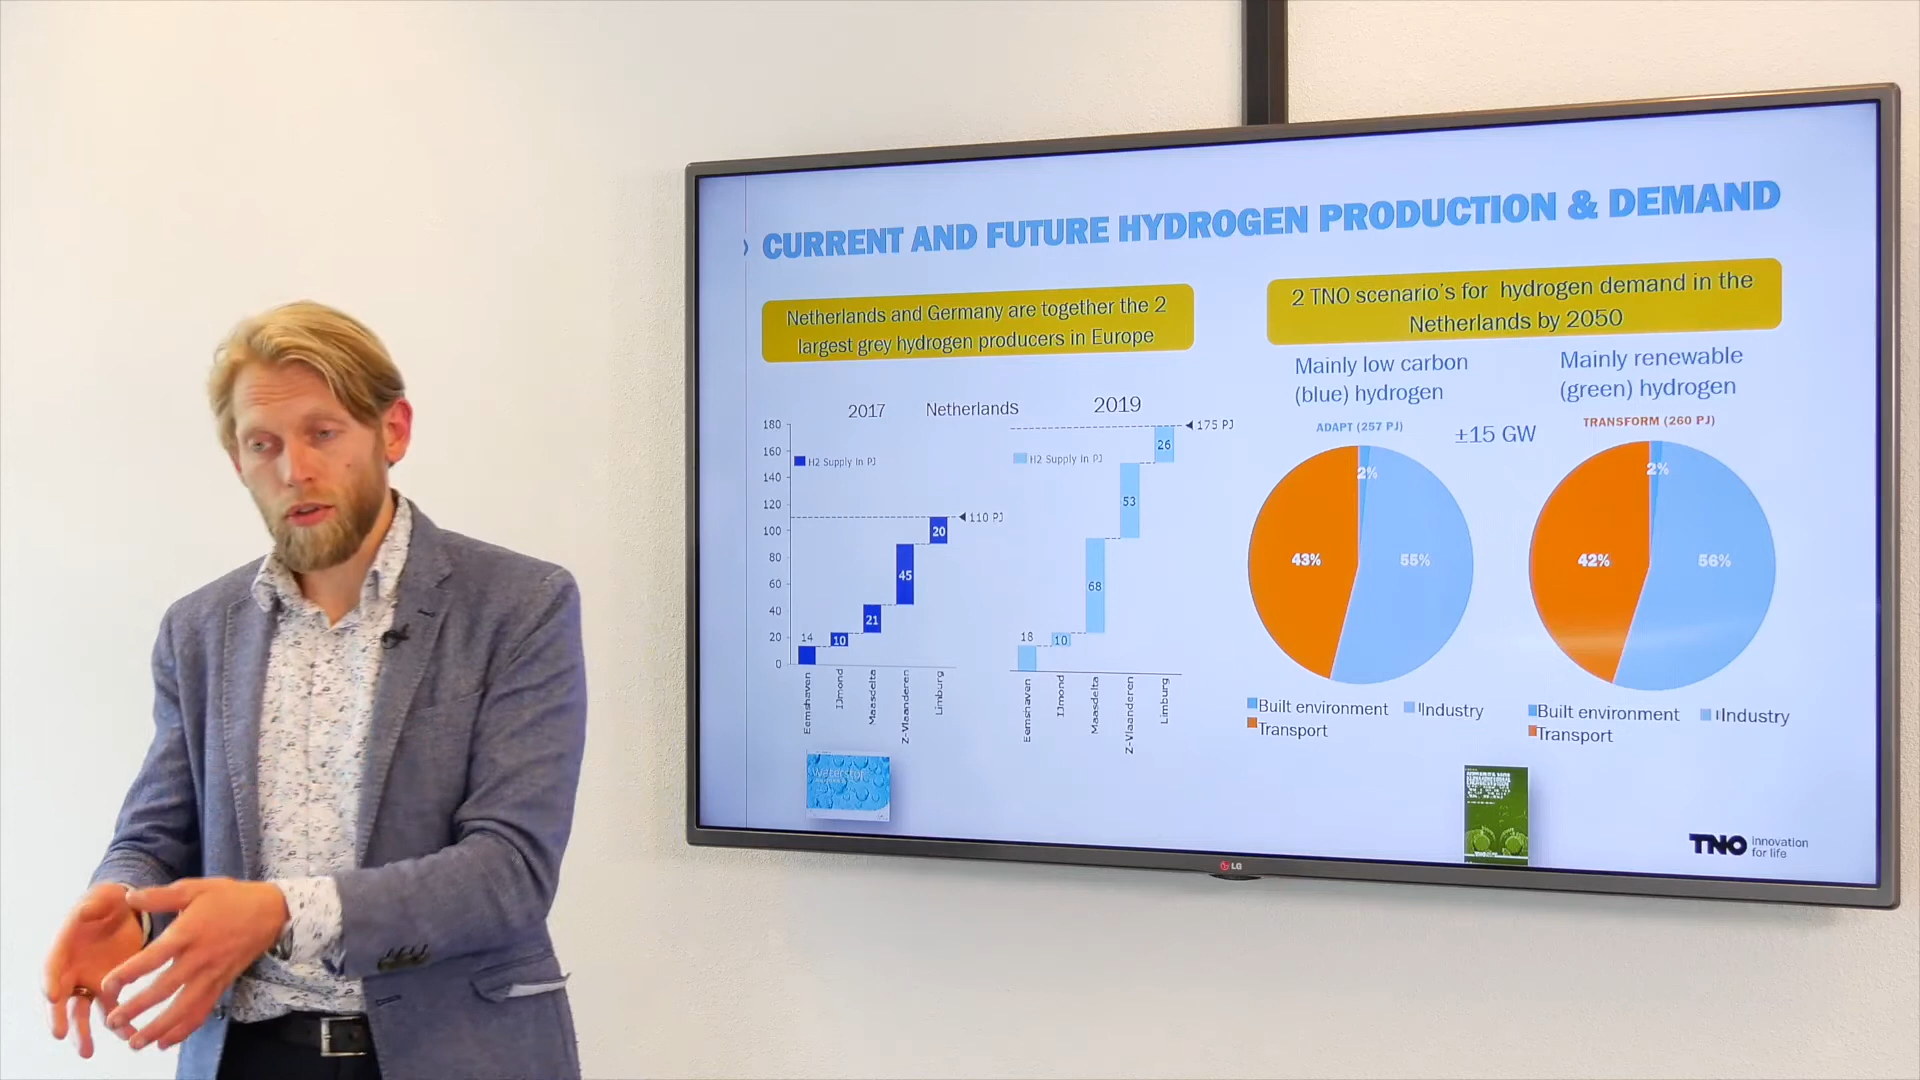 › CURRENT AND FUTURE HYDROGEN PRODUCTION & DEMAND
Netherlands and Germany are together the 2
largest grey hydrogen producers in Europe
2 TNO scenario's for hydrogen demand in the
Netherlands by 2050
Mainly low carbon
(blue) hydrogen
Mainly renewable
(green) hydrogen
2017
Netherlands
2019
180
160
140
120
100
80
60
40
20
0
H2 Supply in PJ
110 PJ
14
10
21
45
20
Eemshaven
IJmond
Maasdelta
Z-Vlaanderen
Limburg
H2 Supply in PJ
175 PJ
18
10
68
53
26
Eemshaven
IJmond
Maasdelta
Z-Vlaanderen
Limburg
ADAPT (257 PJ)
±15 GW
TRANSFORM (260 PJ)
2%
43%
55%
2%
42%
56%
Built environment
Industry
Transport
Built environment
Industry
Transport
Waterstof
TNO innovation
for life
LG